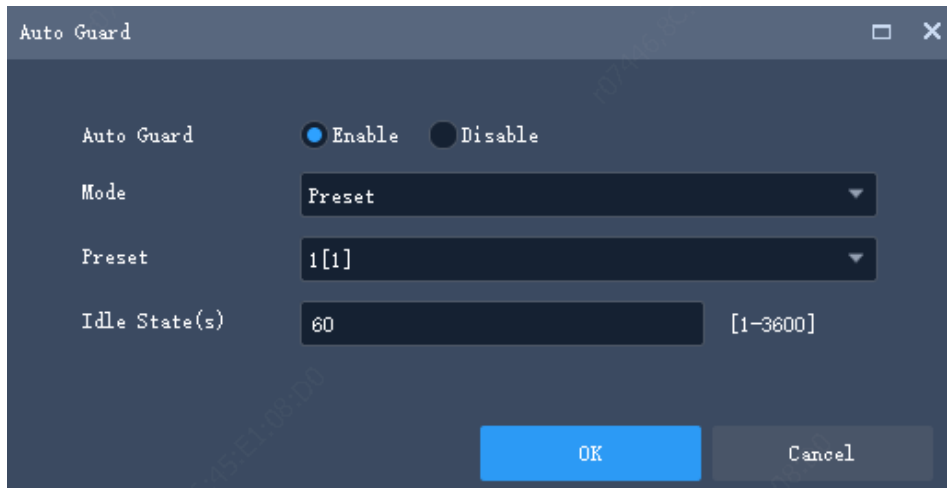 Auto Guard
Auto Guard Enable Disable
Mode Preset
Preset 1[1]
Idle State(s) 60 [1-3600]
OK Cancel